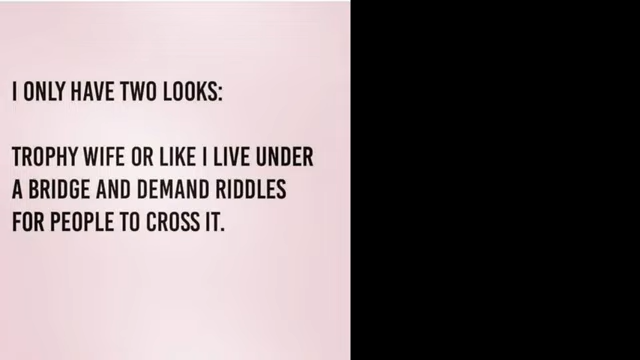 I ONLY HAVE TWO LOOKS:
TROPHY WIFE OR LIKE I LIVE UNDER
A BRIDGE AND DEMAND RIDDLES
FOR PEOPLE TO CROSS IT.